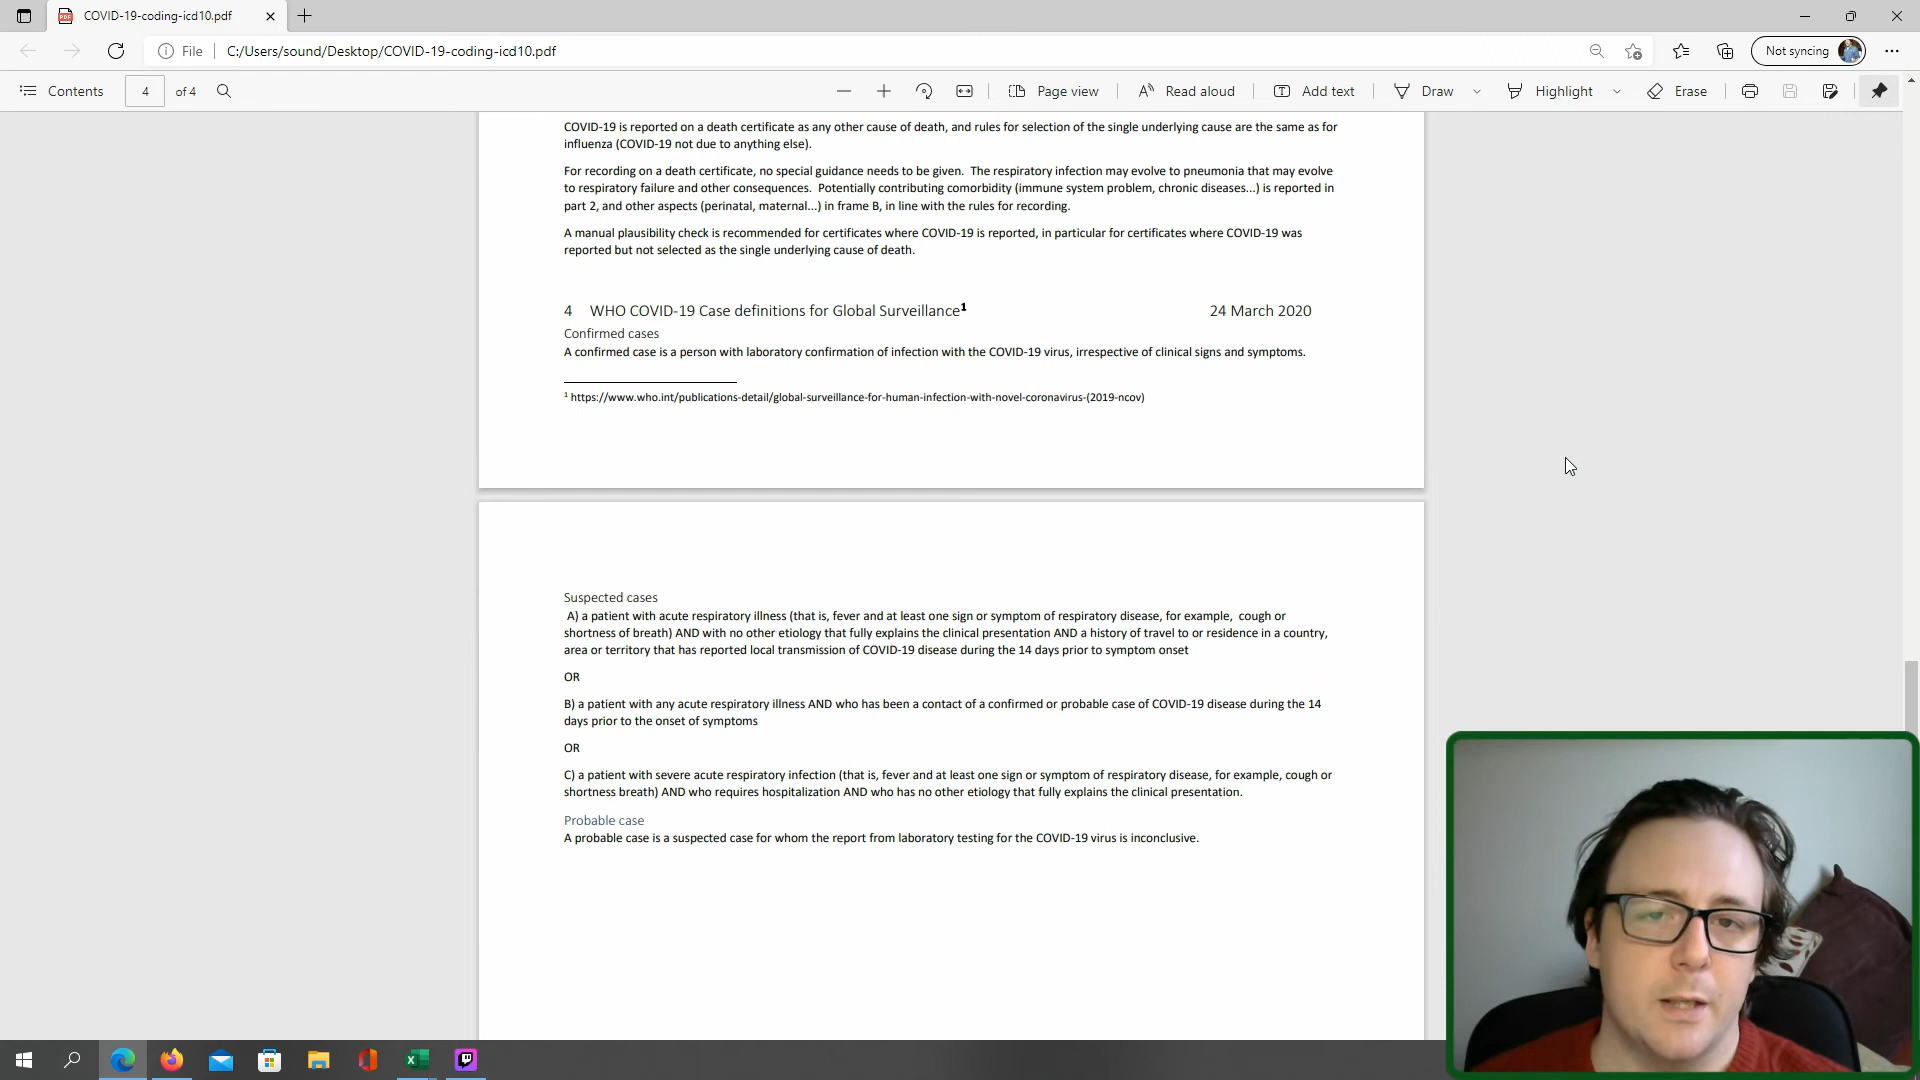 COVID-19-coding-icd10.pdf
File
C:/Users/sound/Desktop/COVID-19-coding-icd10.pdf
Not syncing
Contents
4
of 4
Page view
Read aloud
Add text
Draw
Highlight
Erase
COVID-19 is reported on a death certificate as any other cause of death, and rules for selection of the single underlying cause are the same as for
influenza (COVID-19 not due to anything else).
For recording on a death certificate, no special guidance needs to be given. The respiratory infection may evolve to pneumonia that may evolve
to respiratory failure and other consequences. Potentially contributing comorbidity (immune system problem, chronic diseases...) is reported in
part 2, and other aspects (perinatal, maternal...) in frame B, in line with the rules for recording.
A manual plausibility check is recommended for certificates where COVID-19 is reported, in particular for certificates where COVID-19 was
reported but not selected as the single underlying cause of death.
4 WHO COVID-19 Case definitions for Global Surveillance¹ 24 March 2020
Confirmed cases
A confirmed case is a person with laboratory confirmation of infection with the COVID-19 virus, irrespective of clinical signs and symptoms.
¹ https://www.who.int/publications-detail/global-surveillance-for-human-infection-with-novel-coronavirus-(2019-ncov)
Suspected cases
A) a patient with acute respiratory illness (that is, fever and at least one sign or symptom of respiratory disease, for example, cough or
shortness of breath) AND with no other etiology that fully explains the clinical presentation AND a history of travel to or residence in a country,
area or territory that has reported local transmission of COVID-19 disease during the 14 days prior to symptom onset
OR
B) a patient with any acute respiratory illness AND who has been a contact of a confirmed or probable case of COVID-19 disease during the 14
days prior to the onset of symptoms
OR
C) a patient with severe acute respiratory infection (that is, fever and at least one sign or symptom of respiratory disease, for example, cough or
shortness breath) AND who requires hospitalization AND who has no other etiology that fully explains the clinical presentation.
Probable case
A probable case is a suspected case for whom the report from laboratory testing for the COVID-19 virus is inconclusive.